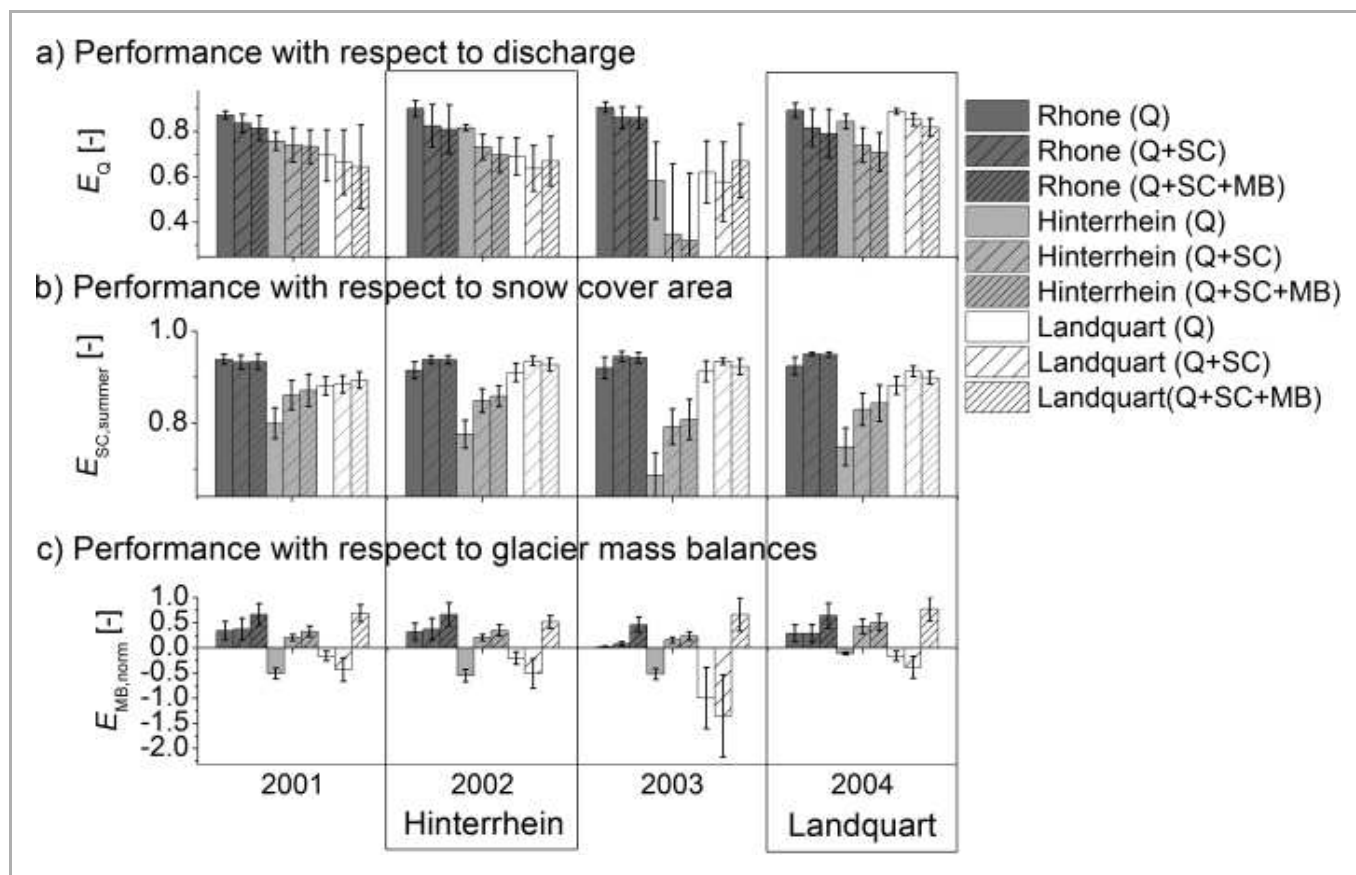 a) Performance with respect to discharge
E_Q [-]
0.8
0.6
0.4
Rhone (Q)
Rhone (Q+SC)
Rhone (Q+SC+MB)
Hinterrhein (Q)
Hinterrhein (Q+SC)
Hinterrhein (Q+SC+MB)
Landquart (Q)
Landquart (Q+SC)
Landquart(Q+SC+MB)
b) Performance with respect to snow cover area
E_SC,summer [-]
1.0
0.8
c) Performance with respect to glacier mass balances
E_MB,norm [-]
1.0
0.5
0.0
-0.5
-1.0
-1.5
-2.0
2001 2002 2003 2004
Hinterrhein Landquart